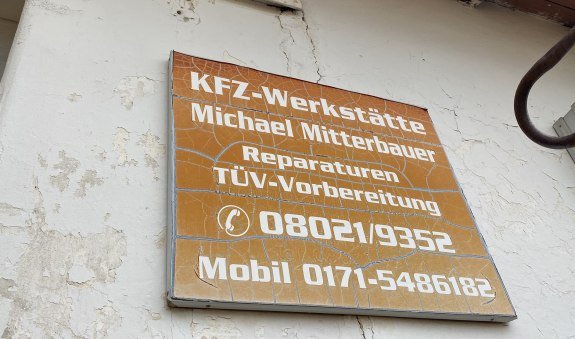 KFZ-Werkstätte
Michael Mitterbauer
Reparaturen
TÜV-Vorbereitung
08021/9352
Mobil 0171-5486182